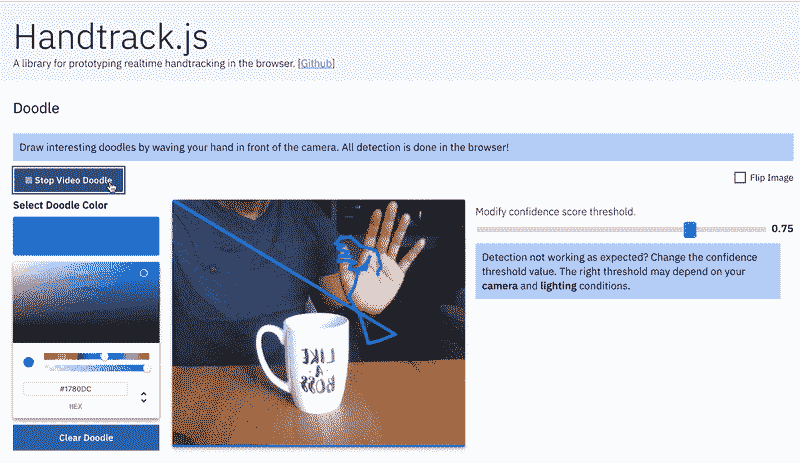 Handtrack.js
A library for prototyping realtime handtracking in the browser. [Github]
Doodle
Draw interesting doodles by waving your hand in front of the camera. All detection is done in the browser!
Stop Video Doodle
Flip Image
Select Doodle Color
Modify confidence score threshold.
0.75
Detection not working as expected? Change the confidence
threshold value. The right threshold may depend on your
camera and lighting conditions.
LIKE
A
BOSS
#1780DC
HEX
Clear Doodle